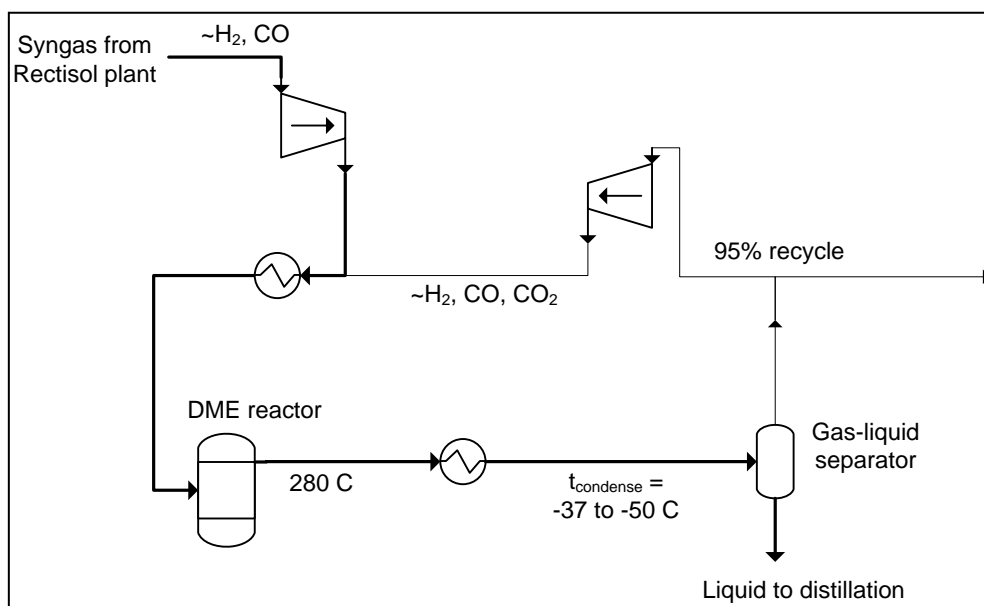 ~H₂, CO
Syngas from
Rectisol plant
95% recycle
~H₂, CO, CO₂
DME reactor
Gas-liquid
separator
280 C
t_condense =
-37 to -50 C
Liquid to distillation